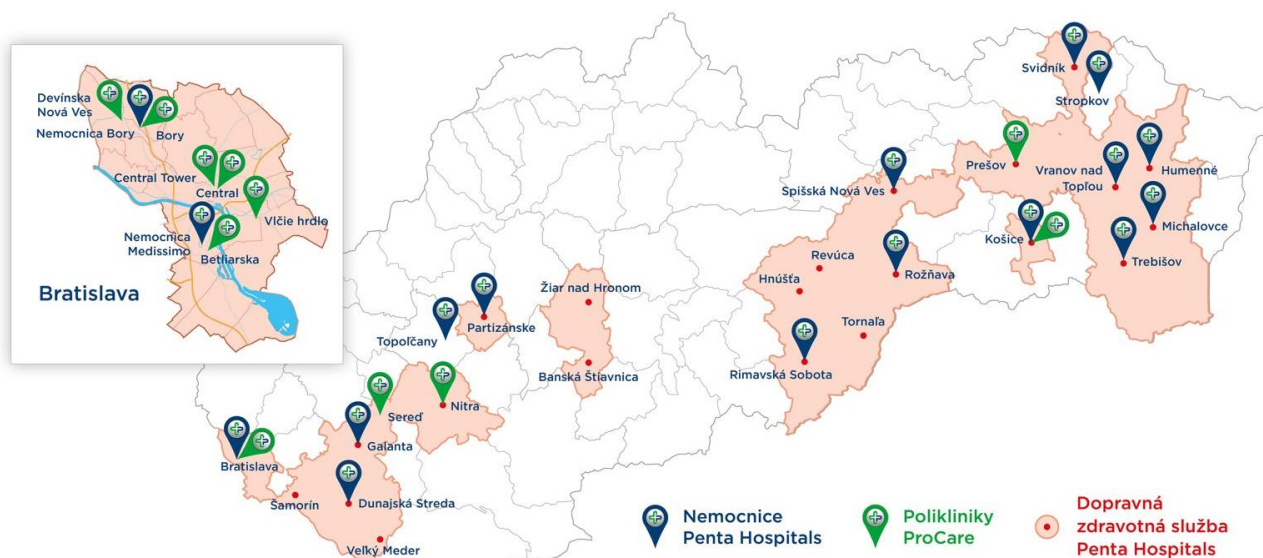 Devínska
Nová Ves
Nemocnica Bory
Bory
Central Tower
Central
Vlčie hrdlo
Nemocnica
Medissimo
Betliarska
Bratislava
Svidník
Stropkov
Prešov
Vranov nad
Topľou
Humenné
Spišská Nová Ves
Košice
Michalovce
Trebišov
Revúca
Rožňava
Hnúšťa
Tornaľa
Rimavská Sobota
Žiar nad Hronom
Partizánske
Topoľčany
Banská Štiavnica
Sereď
Nitra
Galanta
Bratislava
Šamorín
Dunajská Streda
Veľký Meder
Nemocnice
Penta Hospitals
Polikliniky
ProCare
Dopravná
zdravotná služba
Penta Hospitals